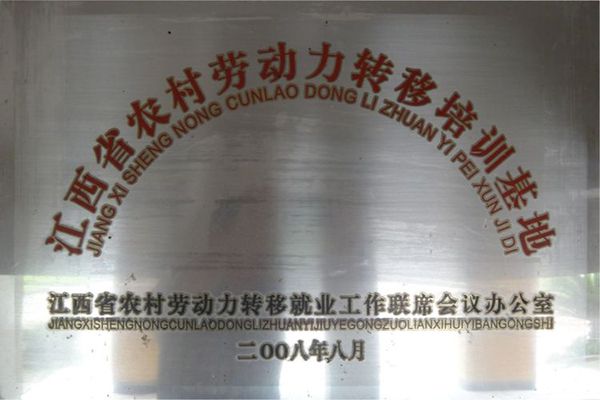 江西省农村劳动力转移培训基地
JIANG XI SHENG NONG CUNLAO DONG LI ZHUAN YI PEI XUN JI DI
江西省农村劳动力转移就业工作联席会议办公室
JIANGXISHENGNONGCUNLAODONGLIZHUANYIJIUYEGONGZUOLIANXIHUIYIBANGONGSHI
二OO八年八月